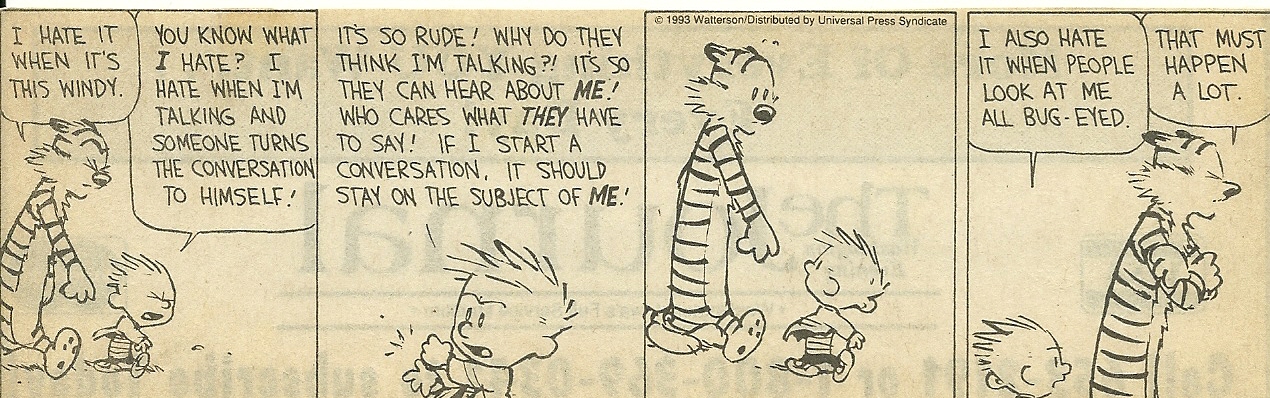 I HATE IT
WHEN IT'S
THIS WINDY.
YOU KNOW WHAT
I HATE? I
HATE WHEN I'M
TALKING AND
SOMEONE TURNS
THE CONVERSATION
TO HIMSELF!
IT'S SO RUDE! WHY DO THEY
THINK I'M TALKING?! IT'S SO
THEY CAN HEAR ABOUT ME!
WHO CARES WHAT THEY HAVE
TO SAY! IF I START A
CONVERSATION, IT SHOULD
STAY ON THE SUBJECT OF ME!
© 1993 Watterson/Distributed by Universal Press Syndicate
I ALSO HATE
IT WHEN PEOPLE
LOOK AT ME
ALL BUG-EYED.
THAT MUST
HAPPEN
A LOT.